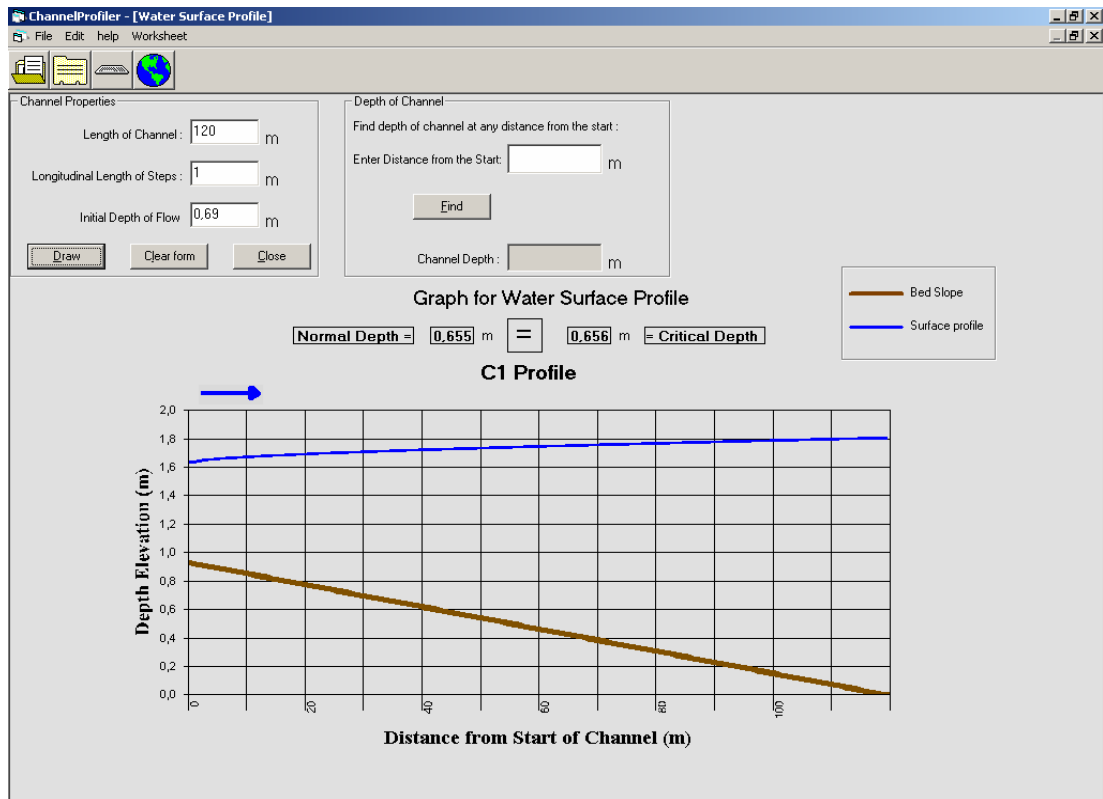 ChannelProfiler - [Water Surface Profile]
File Edit help Worksheet
Channel Properties
Length of Channel : 120 m
Longitudinal Length of Steps : 1 m
Initial Depth of Flow 0,69 m
Draw Clear form Close
Depth of Channel
Find depth of channel at any distance from the start :
Enter Distance from the Start: m
Find
Channel Depth : m
Graph for Water Surface Profile
Normal Depth = 0,655 m = 0,656 m = Critical Depth
C1 Profile
Bed Slope
Surface profile
Depth Elevation (m)
2,0
1,8
1,6
1,4
1,2
1,0
0,8
0,6
0,4
0,2
0,0
0 20 40 60 80 100
Distance from Start of Channel (m)